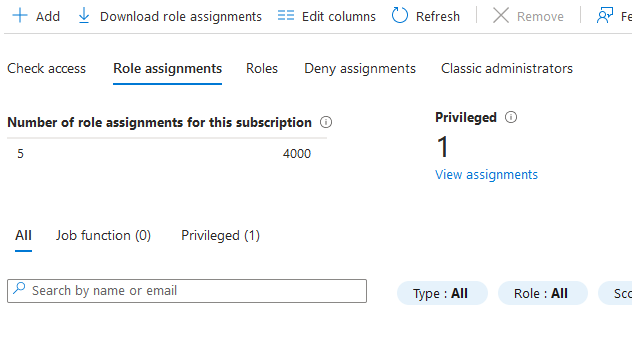 Add Download role assignments Edit columns Refresh Remove Fe
Check access Role assignments Roles Deny assignments Classic administrators
Number of role assignments for this subscription
5 4000
Privileged
1
View assignments
All Job function (0) Privileged (1)
Search by name or email
Type : All Role : All Sco